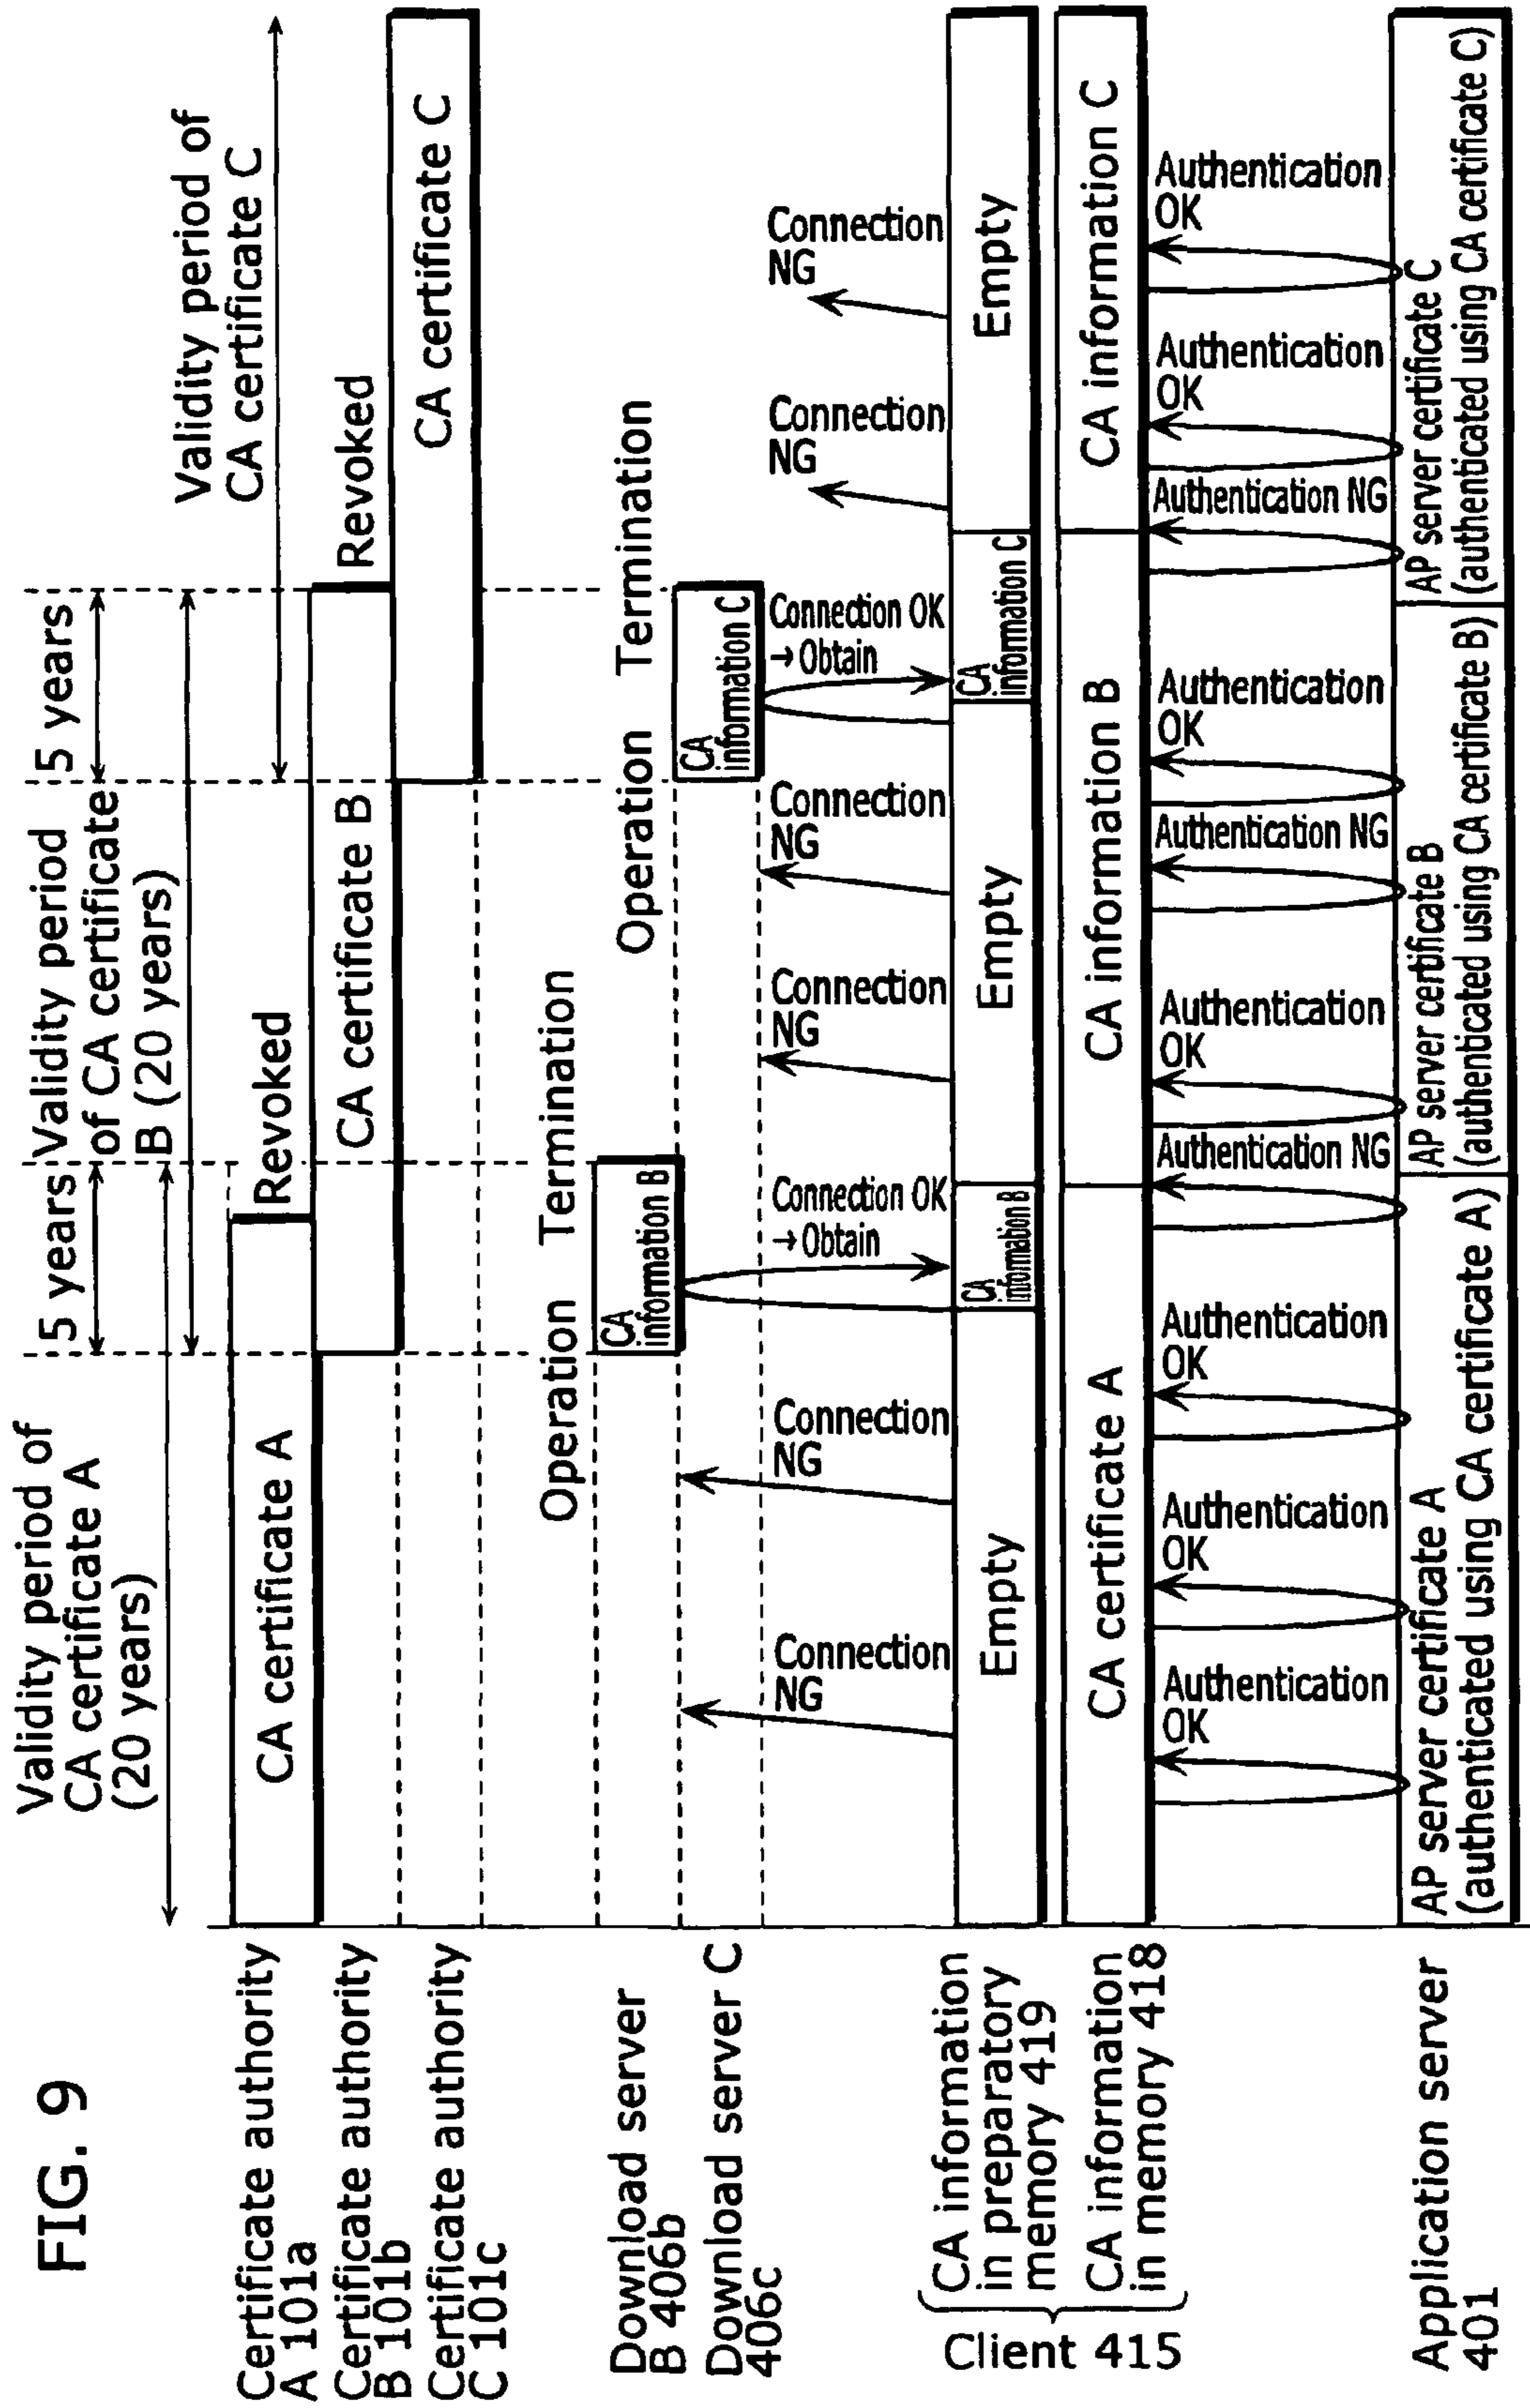 FIG. 9
Validity period of
CA certificate A
(20 years)
5 years
Validity period
of CA certificate
B (20 years)
5 years
Validity period of
CA certificate C
Certificate authority
A 101a
CA certificate A
Revoked
Certificate authority
B 101b
CA certificate B
Revoked
Certificate authority
C 101c
CA certificate C
Operation
Termination
Download server
B 406b
CA
information B
Operation
Termination
Download server C
406c
CA
information C
Connection
NG
Connection
NG
Connection OK
→ Obtain
Connection
NG
Connection
NG
Connection OK
→ Obtain
Connection
NG
Connection
NG
Client 415
CA information
in preparatory
memory 419
Empty
CA
information B
Empty
CA
information C
Empty
CA information
in memory 418
CA certificate A
CA information B
CA information C
Authentication
OK
Authentication
OK
Authentication
OK
Authentication NG
Authentication
OK
Authentication NG
Authentication
OK
Authentication NG
Authentication
OK
Authentication
OK
Application server
401
AP server certificate A
(authenticated using CA certificate A)
AP server certificate B
(authenticated using CA certificate B)
AP server certificate C
(authenticated using CA certificate C)